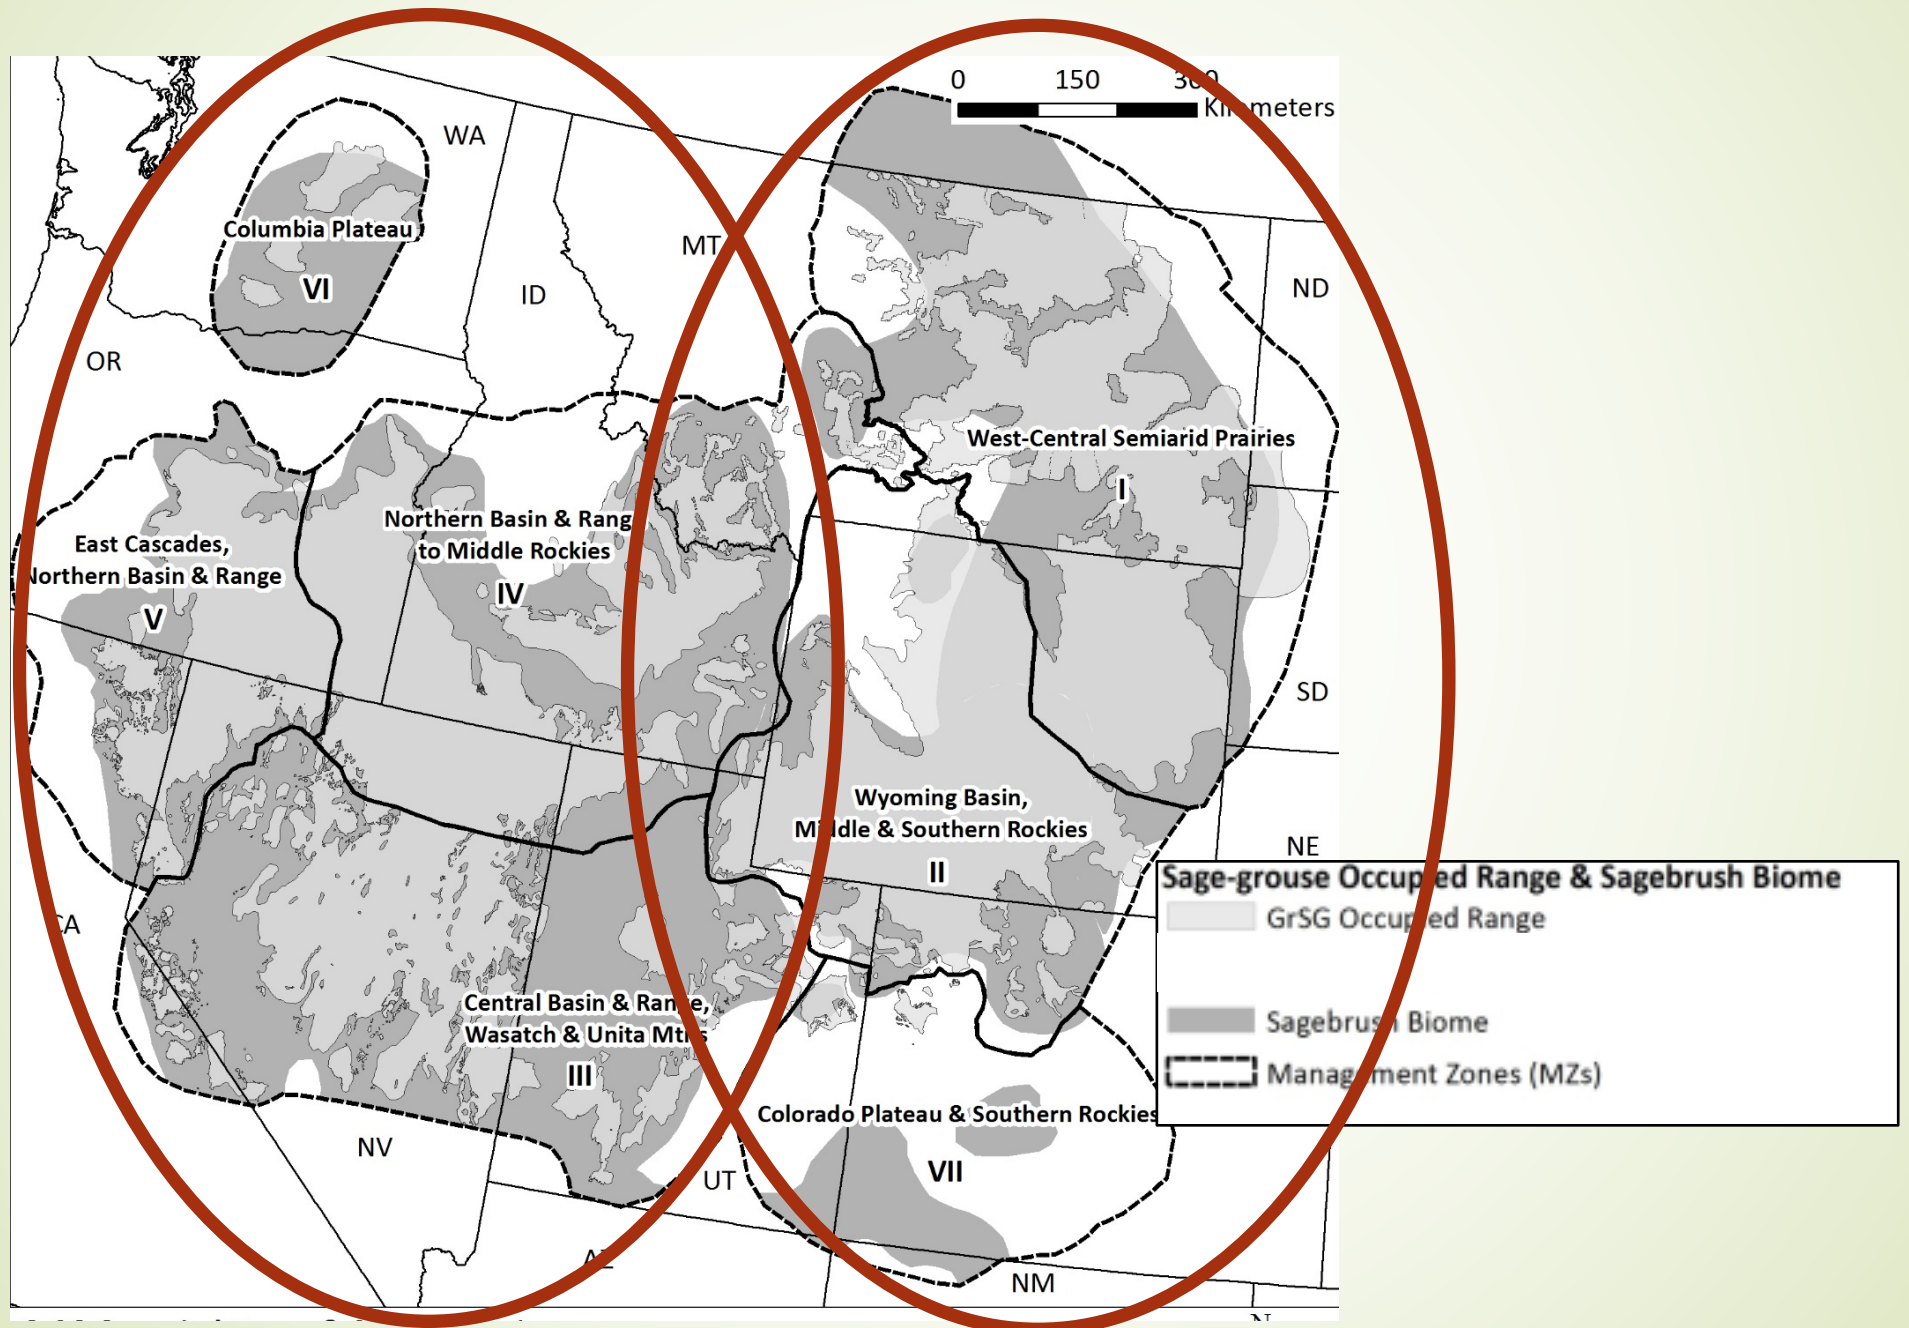 0 150 300
Kilometers
WA
Columbia Plateau
VI
MT
ID
ND
OR
West-Central Semiarid Prairies
I
Northern Basin & Rang
to Middle Rockies
IV
East Cascades,
Northern Basin & Range
V
SD
Wyoming Basin,
Middle & Southern Rockies
II
NE
Sage-grouse Occupied Range & Sagebrush Biome
GrSG Occupied Range
Sagebrush Biome
Management Zones (MZs)
CA
Central Basin & Range,
Wasatch & Unita Mtns
III
Colorado Plateau & Southern Rockies
VII
NV
UT
AZ
NM
N